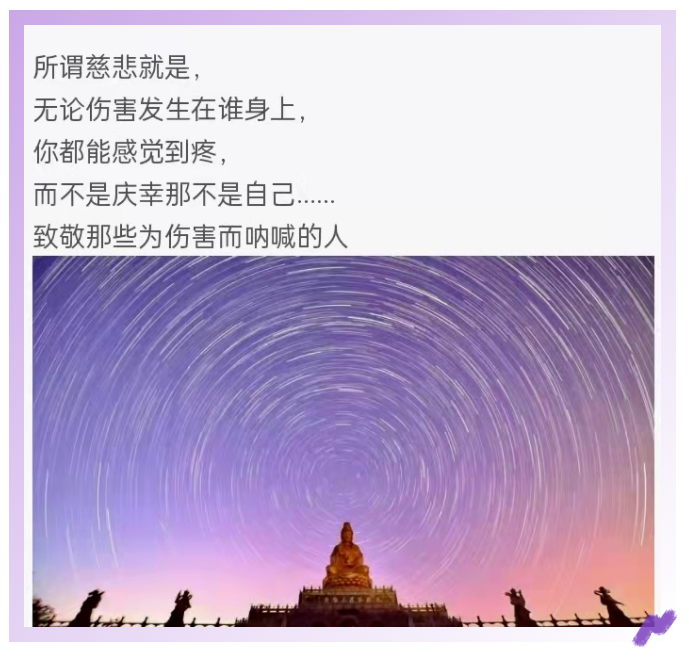 所谓慈悲就是，
无论伤害发生在谁身上，
你都能感觉到疼，
而不是庆幸那不是自己......
致敬那些为伤害而呐喊的人